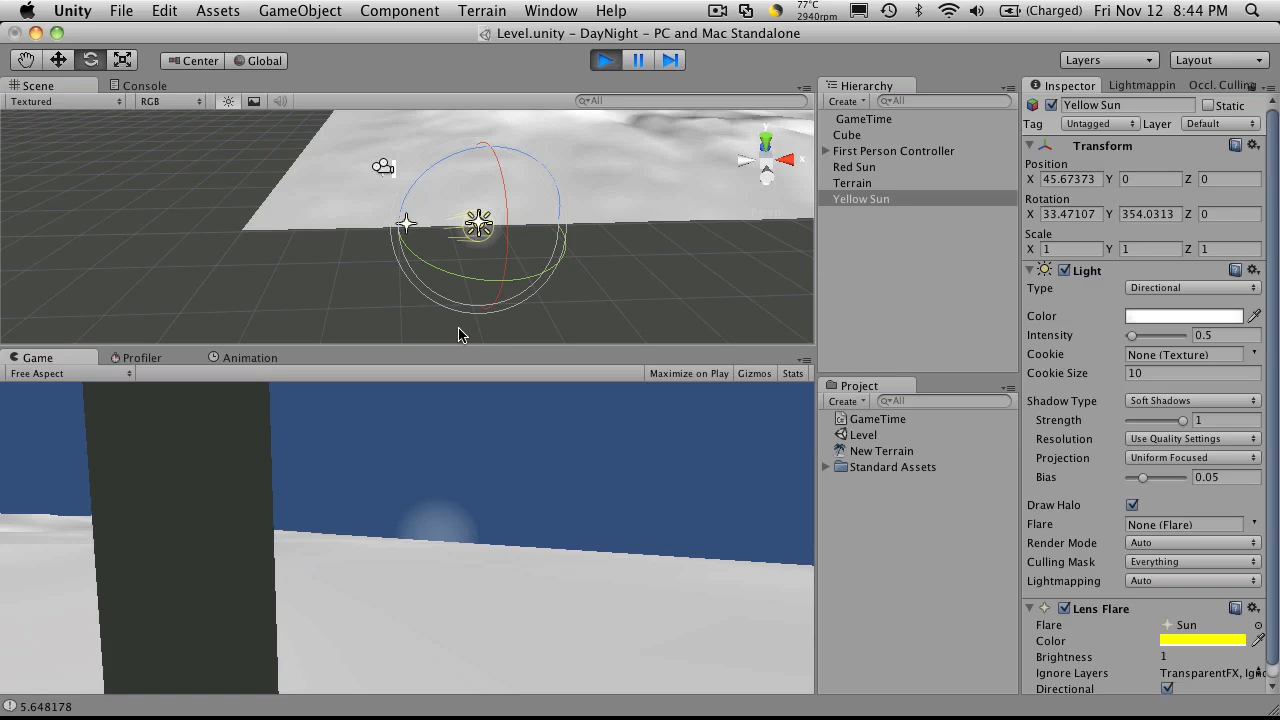 Unity File Edit Assets GameObject Component Terrain Window Help 77°C 2940rpm (Charged) Fri Nov 12 8:44 PM
Level.unity - DayNight - PC and Mac Standalone
Center Global Layers Layout
Scene Console
Textured RGB All
Game Profiler Animation
Free Aspect Maximize on Play Gizmos Stats
Hierarchy
Create All
GameTime
Cube
First Person Controller
Red Sun
Terrain
Yellow Sun
Project
Create All
GameTime
Level
New Terrain
Standard Assets
Inspector Lightmappin Occl. Culling
Yellow Sun Static
Tag Untagged Layer Default
Transform
Position
X 45.67373 Y 0 Z 0
Rotation
X 33.47107 Y 354.0313 Z 0
Scale
X 1 Y 1 Z 1
Light
Type Directional
Color
Intensity 0.5
Cookie None (Texture)
Cookie Size 10
Shadow Type Soft Shadows
Strength 1
Resolution Use Quality Settings
Projection Uniform Focused
Bias 0.05
Draw Halo
Flare None (Flare)
Render Mode Auto
Culling Mask Everything
Lightmapping Auto
Lens Flare
Flare Sun
Color
Brightness 1
Ignore Layers TransparentFX,
Directional
5.648178